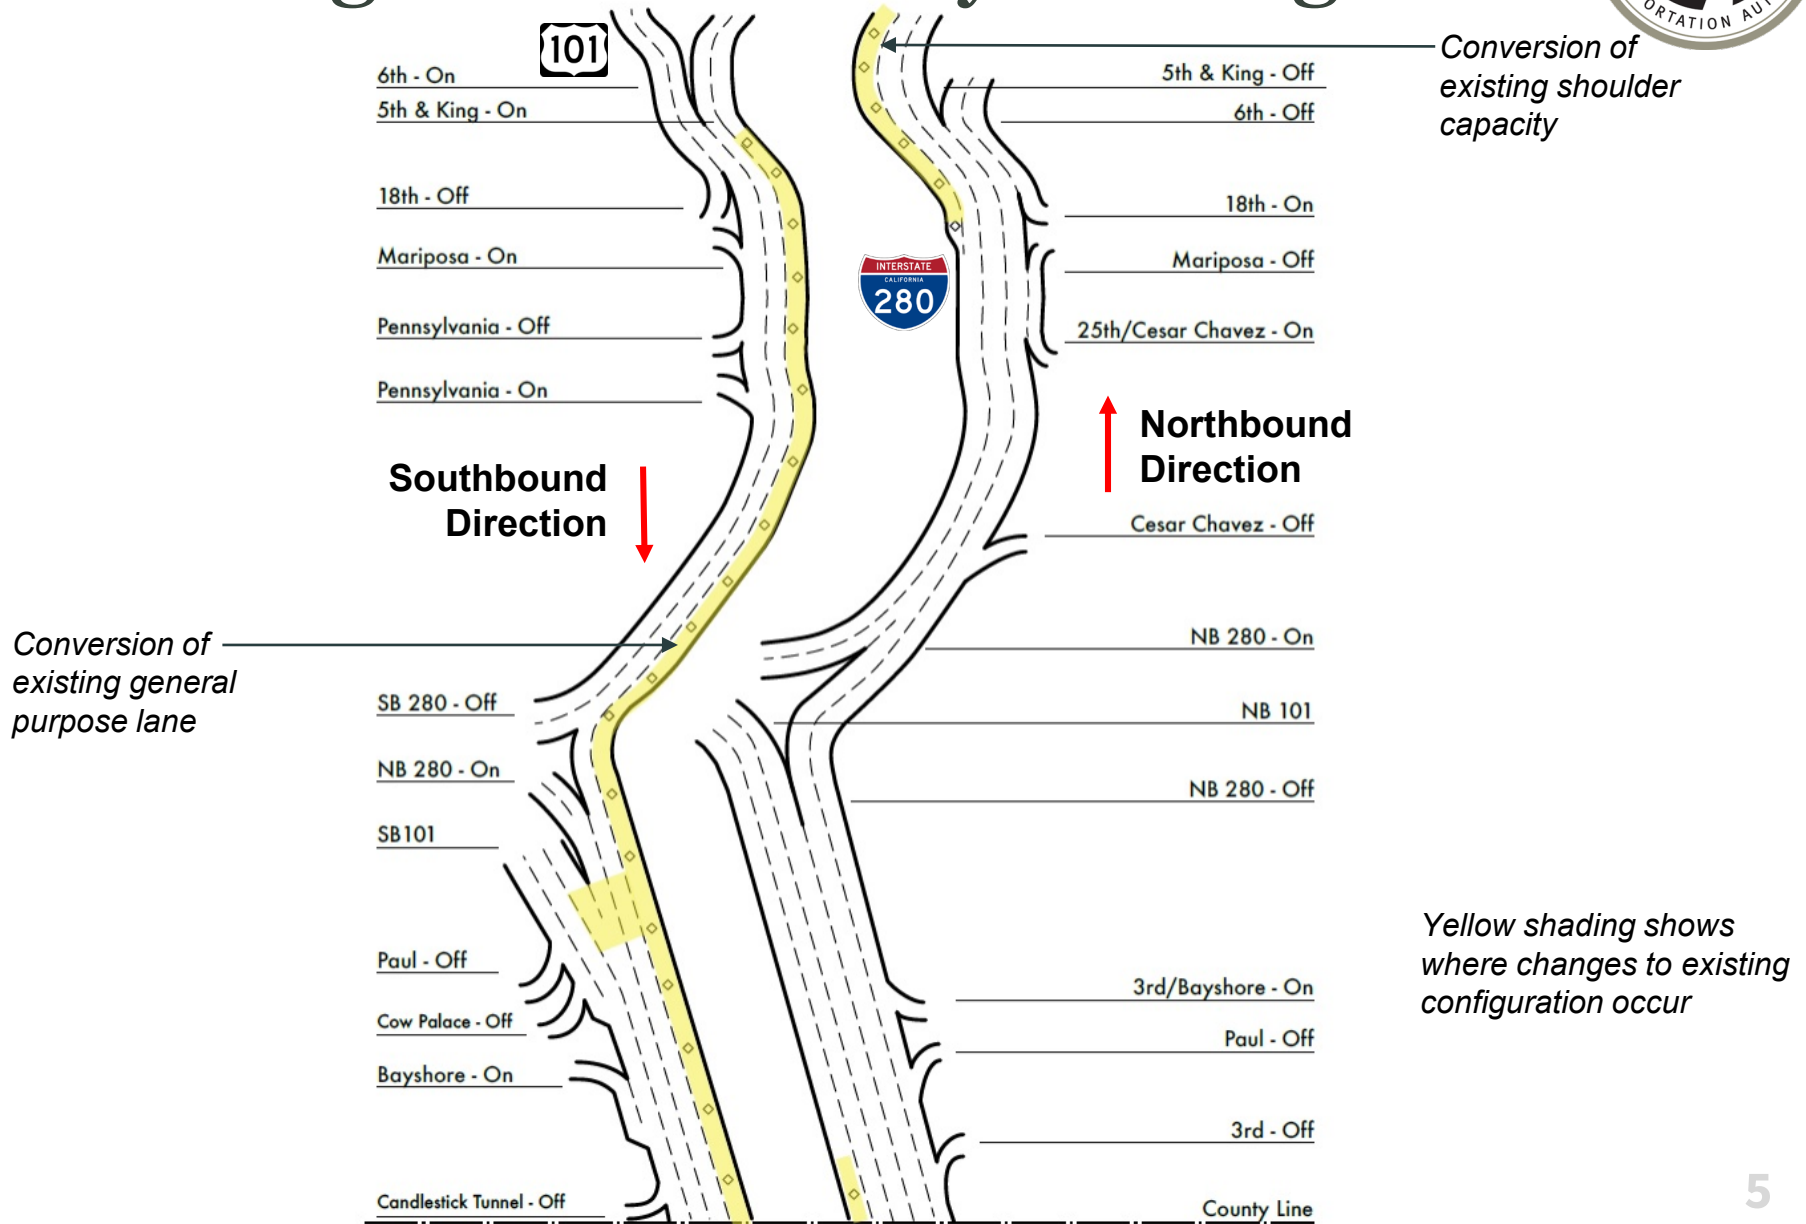 101
ORTATION AUT
Conversion of
existing shoulder
capacity
6th - On
5th & King - On
18th - Off
Mariposa - On
Pennsylvania - Off
Pennsylvania - On
5th & King - Off
6th - Off
18th - On
Mariposa - Off
25th/Cesar Chavez - On
INTERSTATE
CALIFORNIA
280
Northbound
Direction
Southbound
Direction
Cesar Chavez - Off
NB 280 - On
NB 101
NB 280 - Off
Conversion of
existing general
purpose lane
SB 280 - Off
NB 280 - On
SB101
Paul - Off
Cow Palace - Off
Bayshore - On
Candlestick Tunnel - Off
3rd/Bayshore - On
Paul - Off
3rd - Off
County Line
Yellow shading shows
where changes to existing
configuration occur
5